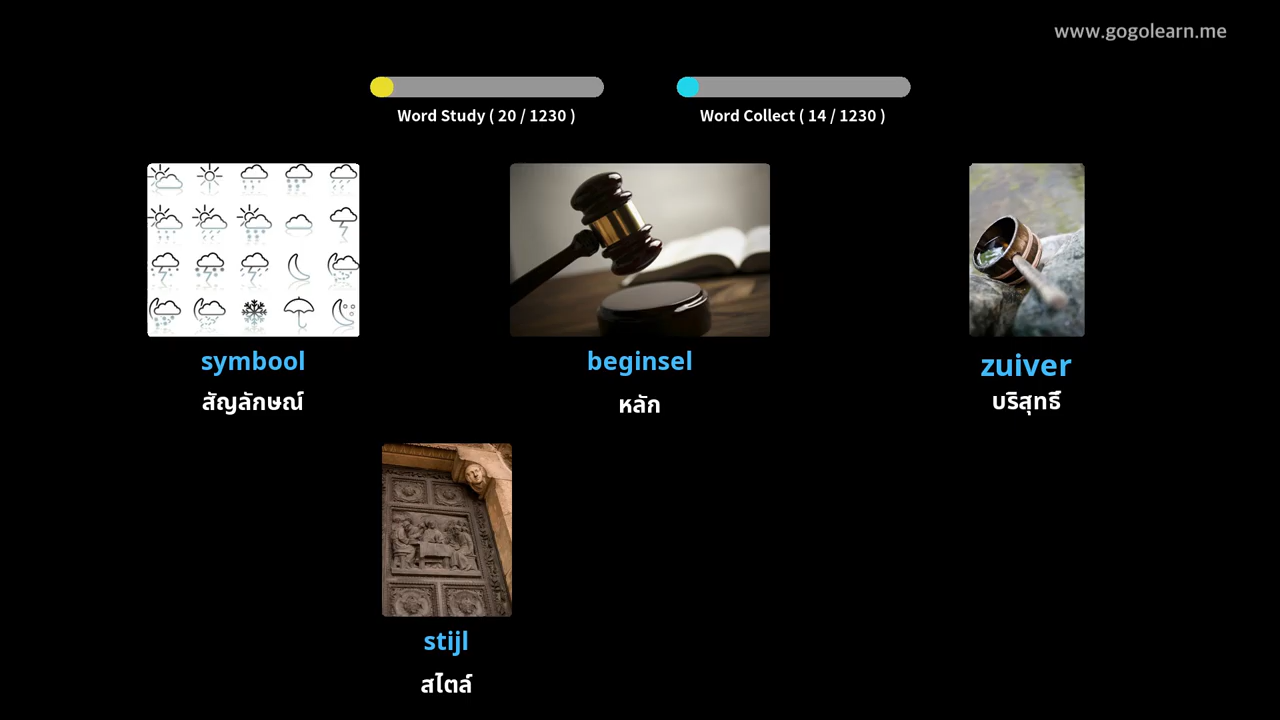 www.gogolearn.me
Word Study ( 20 / 1230 )
Word Collect ( 14 / 1230 )
symbool
สัญลักษณ์
beginsel
หลัก
zuiver
บริสุทธิ์
stijl
สไตล์